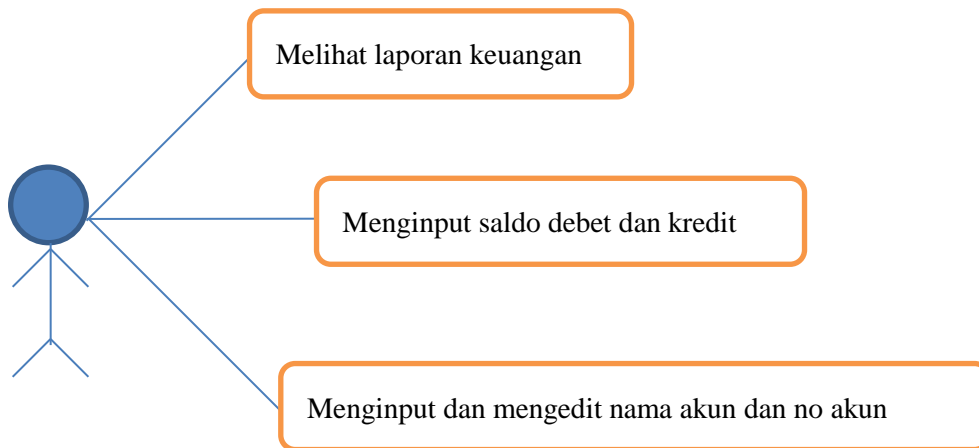 Melihat laporan keuangan
Menginput saldo debet dan kredit
Menginput dan mengedit nama akun dan no akun